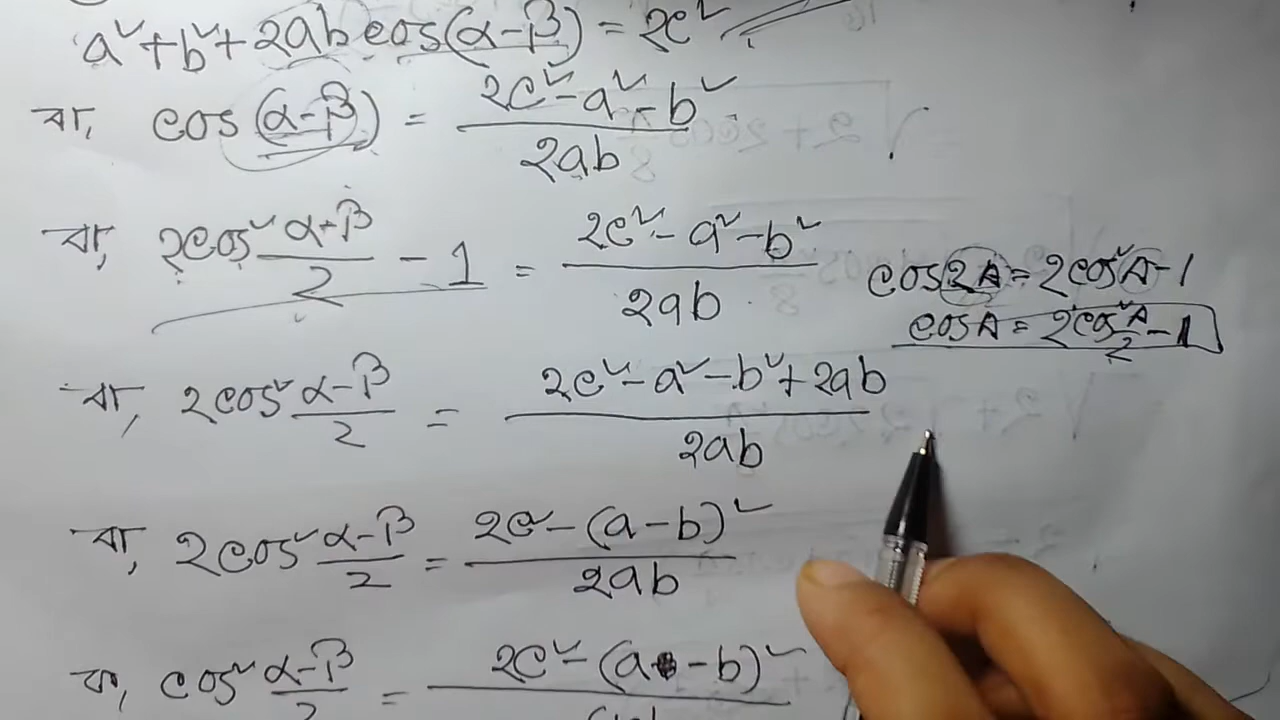 a² + b² + 2ab cos(α-β) = 2c²
বা, cos(α-β) = (2c² - a² - b²)/2ab
বা, 2cos² (α+β)/2 - 1 = (2c² - a² - b²)/2ab
cos2A = 2cos²A - 1
cosA = 2cos² A/2 - 1
বা, 2cos² (α-β)/2 = (2c² - a² - b² + 2ab)/2ab
বা, 2cos² (α-β)/2 = (2c² - (a-b)²)/2ab
বা, cos² (α-β)/2 = 2c² - (a-b)²